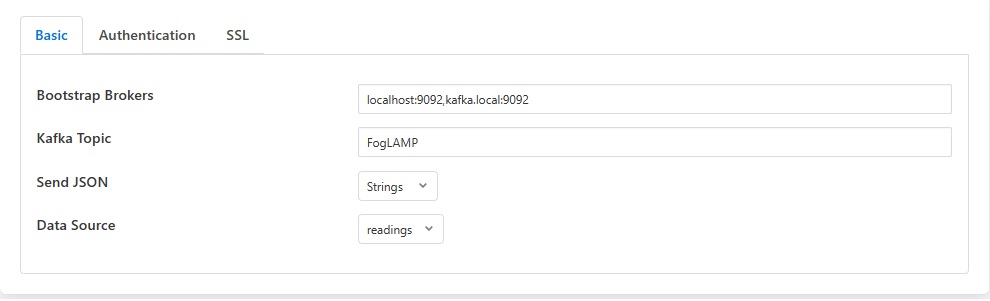 Basic Authentication SSL
Bootstrap Brokers localhost:9092,kafka.local:9092
Kafka Topic FogLAMP
Send JSON Strings
Data Source readings